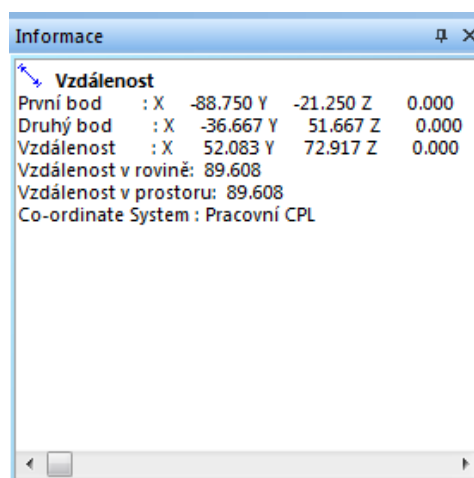 Informace
Vzdálenost
První bod : X -88.750 Y -21.250 Z 0.000
Druhý bod : X -36.667 Y 51.667 Z 0.000
Vzdálenost : X 52.083 Y 72.917 Z 0.000
Vzdálenost v rovině: 89.608
Vzdálenost v prostoru: 89.608
Co-ordinate System : Pracovní CPL